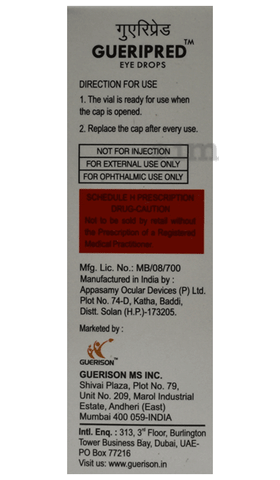 गुएरिप्रेड
GUERIPRED™
EYE DROPS
DIRECTION FOR USE
1. The vial is ready for use when
the cap is opened.
2. Replace the cap after every use.
NOT FOR INJECTION
FOR EXTERNAL USE ONLY
FOR OPHTHALMIC USE ONLY
SCHEDULE H PRESCRIPTION
DRUG-CAUTION
Not to be sold by retail without
the Prescription of a Registered
Medical Practitioner
Mfg. Lic. No.: MB/08/700
Manufactured in India by :
Appasamy Ocular Devices (P) Ltd.
Plot No. 74-D, Katha, Baddi,
Distt. Solan (H.P.)-173205.
Marketed by :
GUERISON™
GUERISON MS INC.
Shivai Plaza, Plot No. 79,
Unit No. 209, Marol Industrial
Estate, Andheri (East)
Mumbai 400 059-INDIA
Intl. Enq. : 313, 3rd Floor, Burlington
Tower Business Bay, Dubai, UAE-
PO Box 77216
Visit us: www.guerison.in